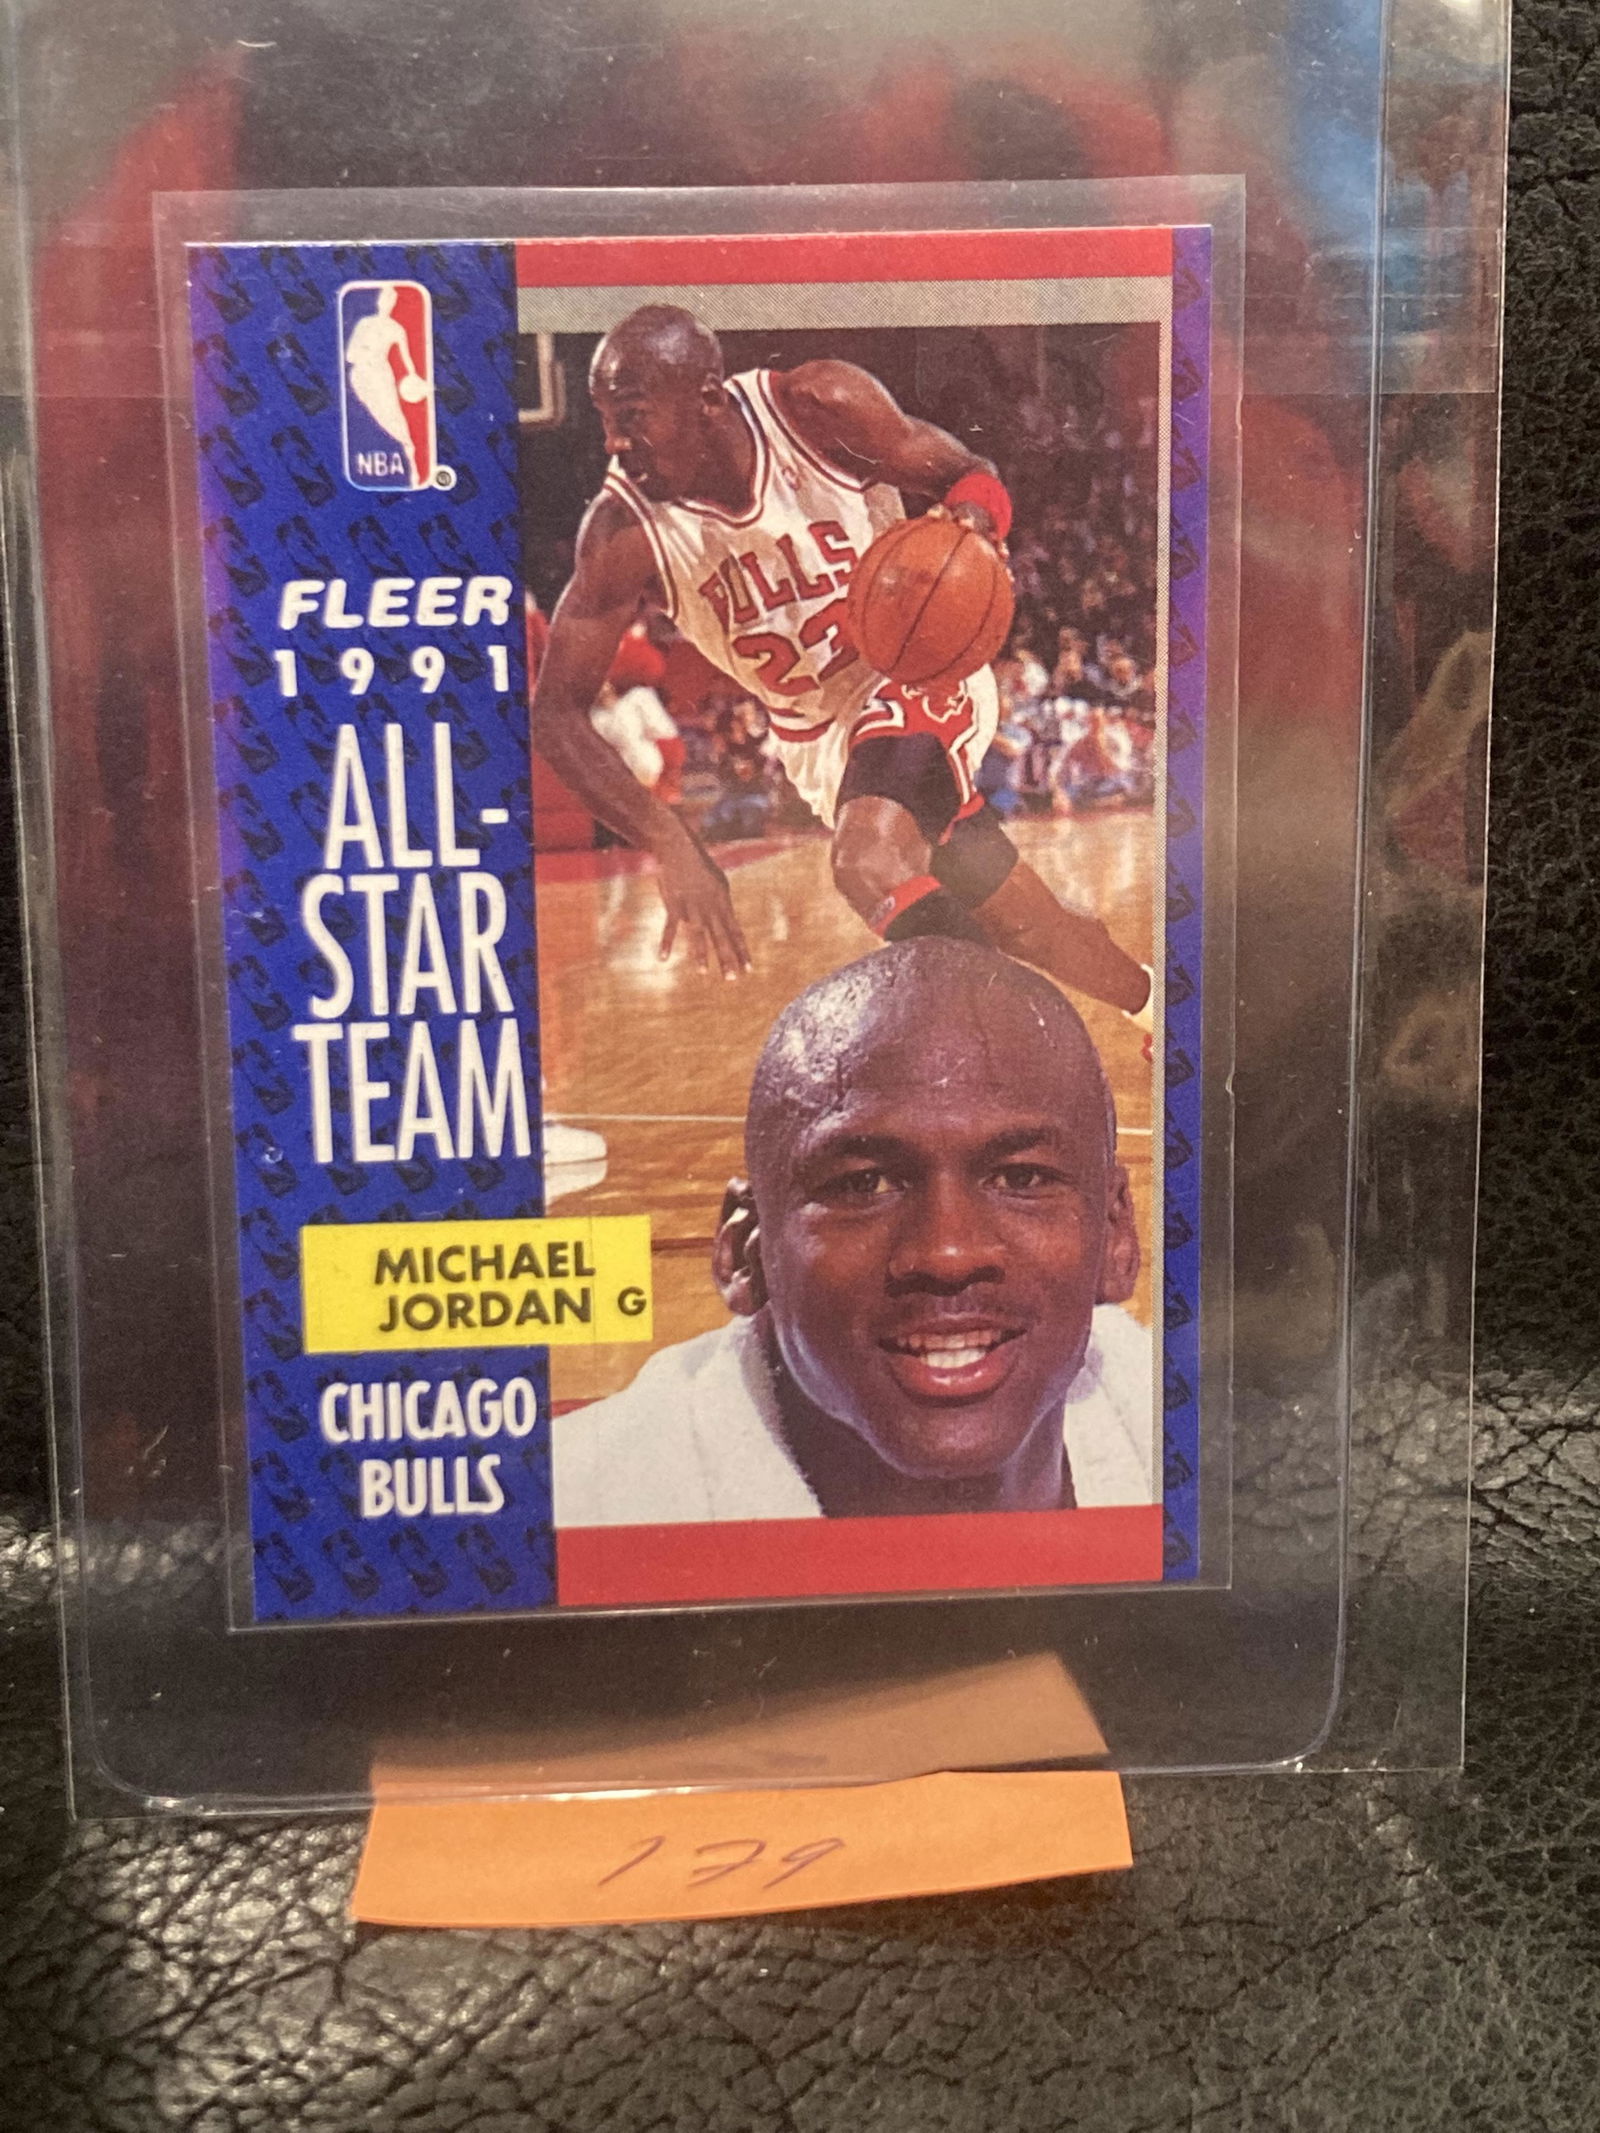 NBA
FLEER
1991
ALL-
STAR
TEAM
BULLS
23
MICHAEL
JORDAN G
CHICAGO
BULLS
179